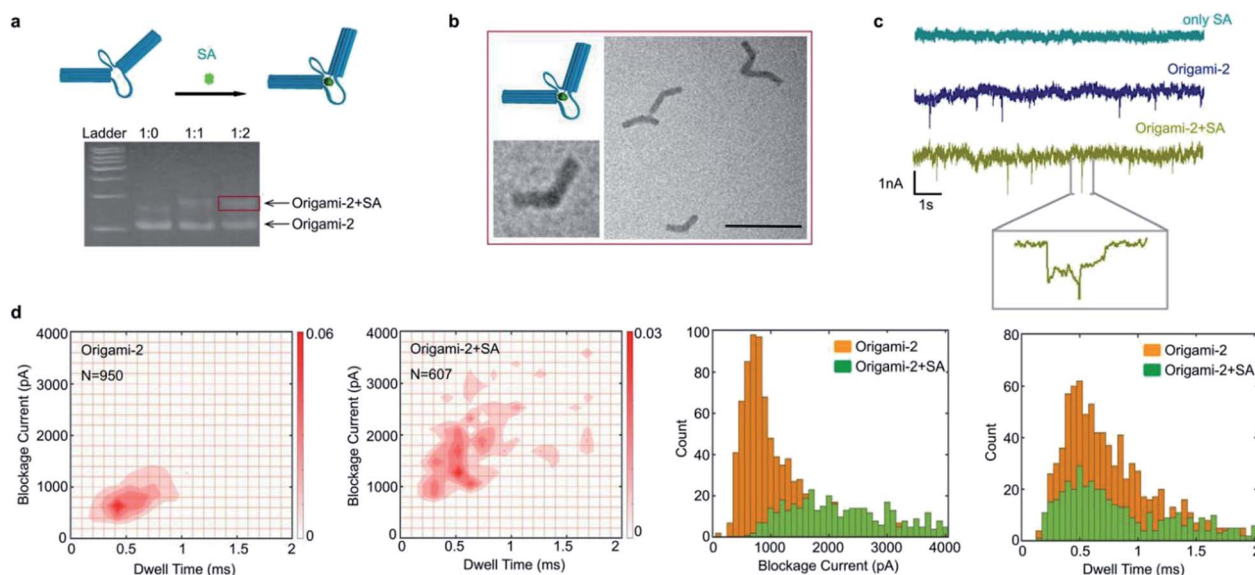 a
SA
Ladder 1:0 1:1 1:2
Origami-2+SA
Origami-2
b
c
only SA
Origami-2
Origami-2+SA
1nA
1s
d
4000
3000
2000
1000
0
Blockage Current (pA)
Origami-2
N=950
0 0.5 1 1.5 2
Dwell Time (ms)
0.06
0
4000
3000
2000
1000
0
Blockage Current (pA)
Origami-2+SA
N=607
0 0.5 1 1.5 2
Dwell Time (ms)
0.03
0
100
80
60
40
20
0
Count
Origami-2
Origami-2+SA
0 1000 2000 3000 4000
Blockage Current (pA)
80
60
40
20
0
Count
Origami-2
Origami-2+SA
0 0.5 1 1.5 2
Dwell Time (ms)